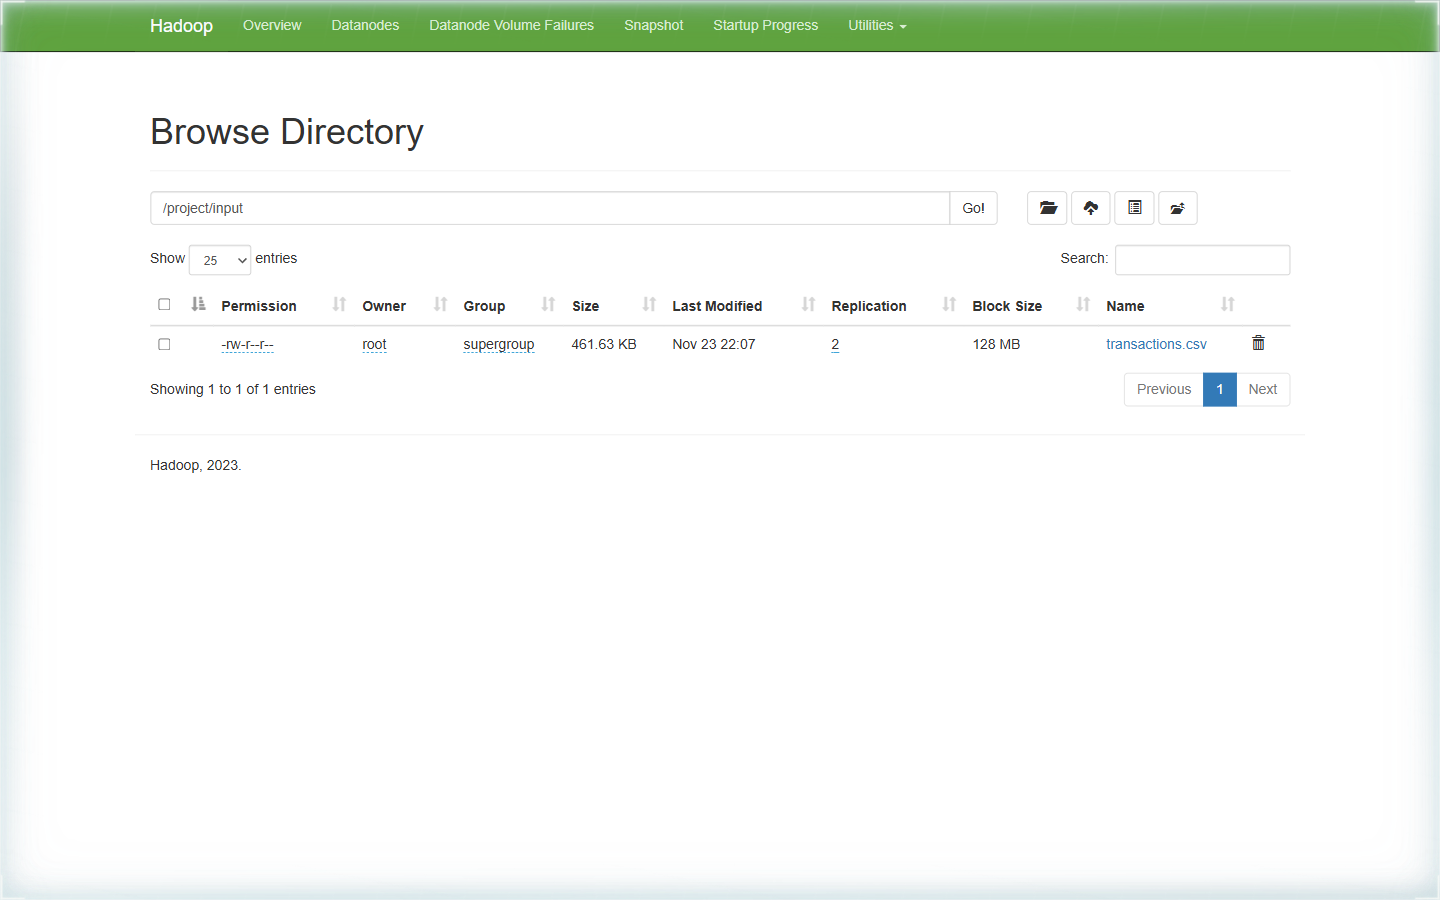 Hadoop Overview Datanodes Datanode Volume Failures Snapshot Startup Progress Utilities
Browse Directory
/project/input Go!
Show 25 entries Search:
Permission Owner Group Size Last Modified Replication Block Size Name
-rw-r--r-- root supergroup 461.63 KB Nov 23 22:07 2 128 MB transactions.csv
Showing 1 to 1 of 1 entries Previous 1 Next
Hadoop, 2023.